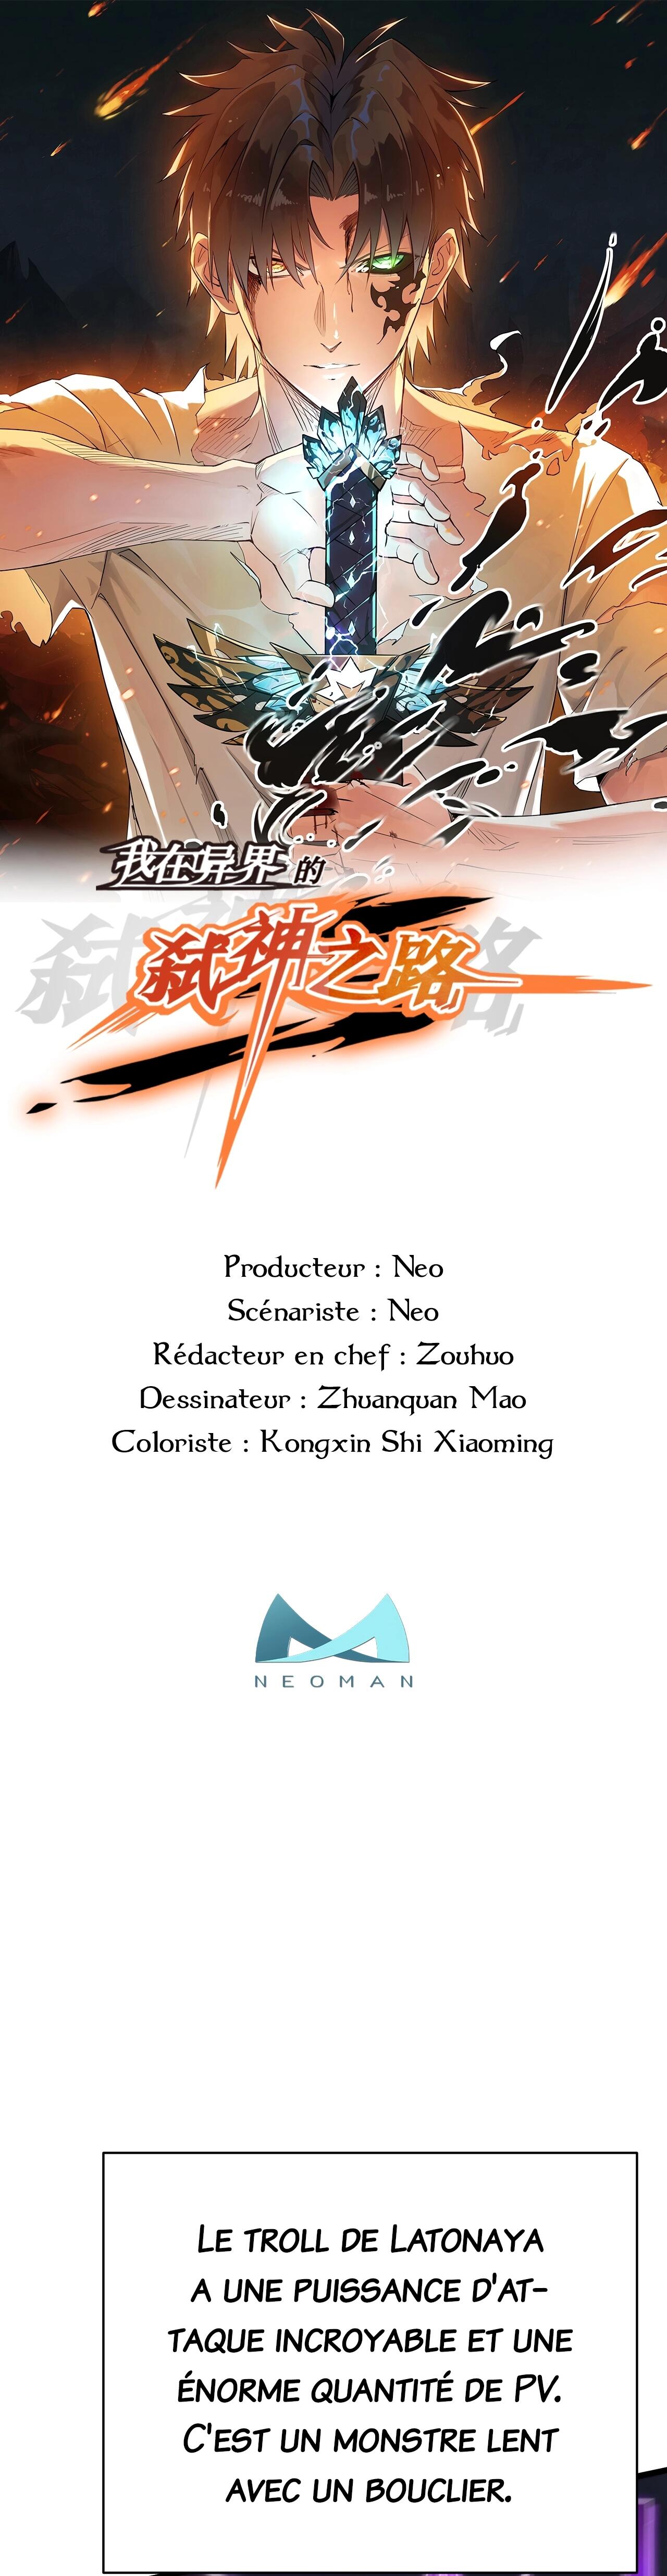 我在异界的
弑神之路
Producteur : Neo
Scénariste : Neo
Rédacteur en chef : Zouhuo
Dessinateur : Zhuanquan Mao
Coloriste : Kongxin Shi Xiaoming
NEOMAN
LE TROLL DE LATONAYA
A UNE PUISSANCE D'AT-
TAQUE INCROYABLE ET UNE
ÉNORME QUANTITÉ DE PV.
C'EST UN MONSTRE LENT
AVEC UN BOUCLIER.